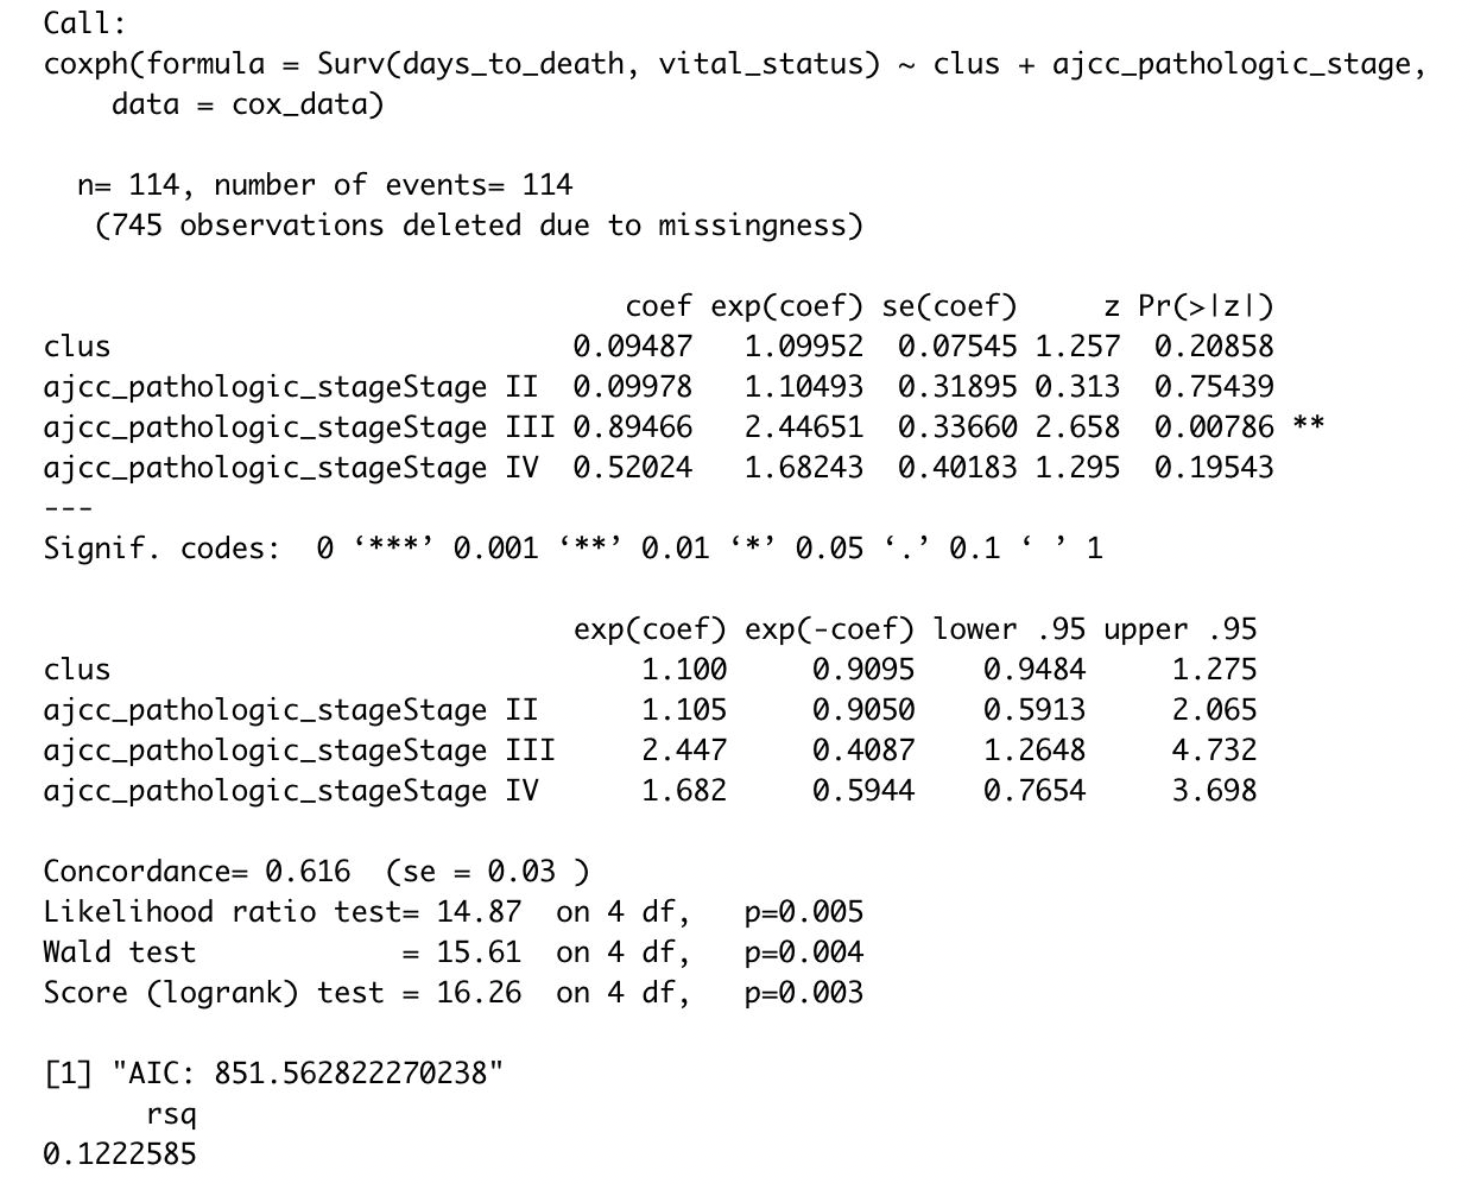 Call:
coxph(formula = Surv(days_to_death, vital_status) ~ clus + ajcc_pathologic_stage,
    data = cox_data)

  n= 114, number of events= 114
   (745 observations deleted due to missingness)

                                  coef exp(coef) se(coef)     z Pr(>|z|)
clus                           0.09487   1.09952  0.07545 1.257  0.20858
ajcc_pathologic_stageStage II  0.09978   1.10493  0.31895 0.313  0.75439
ajcc_pathologic_stageStage III 0.89466   2.44651  0.33660 2.658  0.00786 **
ajcc_pathologic_stageStage IV  0.52024   1.68243  0.40183 1.295  0.19543
---
Signif. codes:  0 ‘***’ 0.001 ‘**’ 0.01 ‘*’ 0.05 ‘.’ 0.1 ‘ ’ 1

                               exp(coef) exp(-coef) lower .95 upper .95
clus                               1.100     0.9095    0.9484     1.275
ajcc_pathologic_stageStage II      1.105     0.9050    0.5913     2.065
ajcc_pathologic_stageStage III     2.447     0.4087    1.2648     4.732
ajcc_pathologic_stageStage IV      1.682     0.5944    0.7654     3.698

Concordance= 0.616  (se = 0.03 )
Likelihood ratio test= 14.87  on 4 df,   p=0.005
Wald test            = 15.61  on 4 df,   p=0.004
Score (logrank) test = 16.26  on 4 df,   p=0.003

[1] "AIC: 851.562822270238"
      rsq
0.1222585